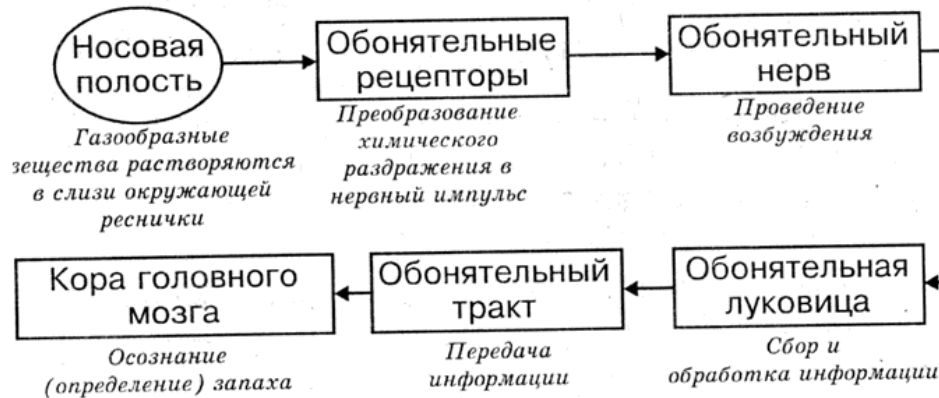 Носовая
полость
Газообразные
вещества растворяются
в слизи окружающей
реснички
Обонятельные
рецепторы
Преобразование
химического
раздражения в
нервный импульс
Обонятельный
нерв
Проведение
возбуждения
Обонятельная
луковица
Сбор и
обработка информации
Обонятельный
тракт
Передача
информации
Кора головного
мозга
Осознание
(определение) запаха